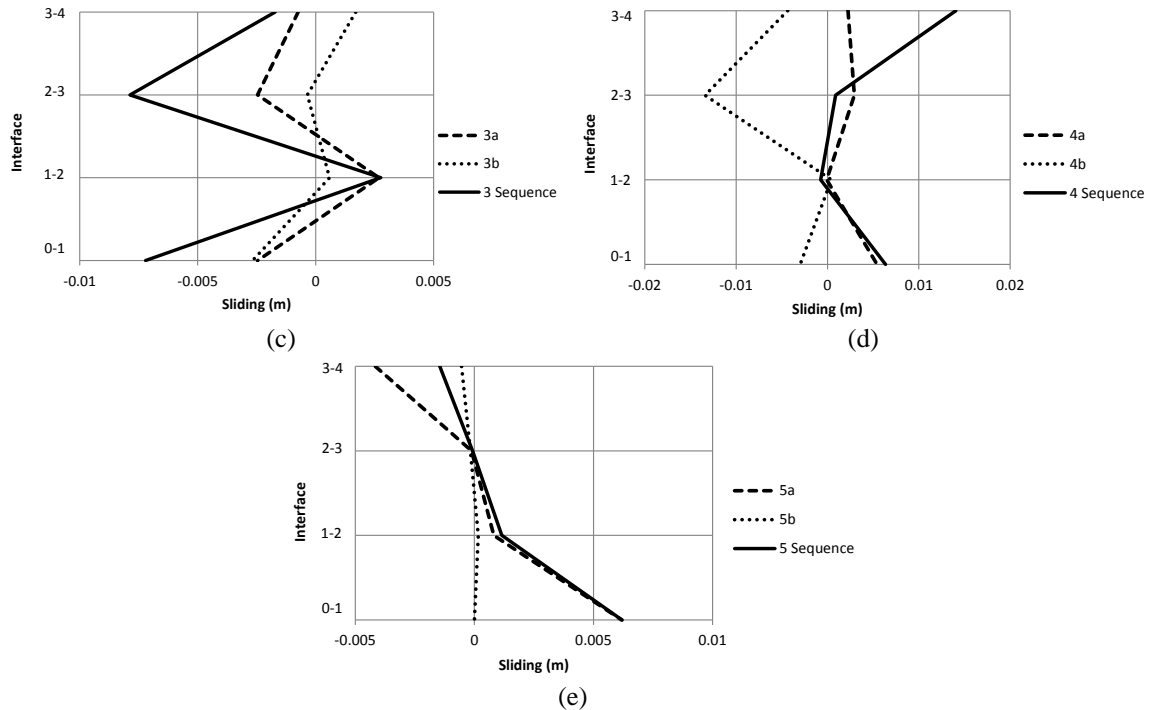 3-4
2-3
1-2
0-1
Interface
-0.01
-0.005
0
0.005
Sliding (m)
3a
3b
3 Sequence
(c)
3-4
2-3
1-2
0-1
Interface
-0.02
-0.01
0
0.01
0.02
Sliding (m)
4a
4b
4 Sequence
(d)
3-4
2-3
1-2
0-1
Interface
-0.005
0
0.005
0.01
Sliding (m)
5a
5b
5 Sequence
(e)